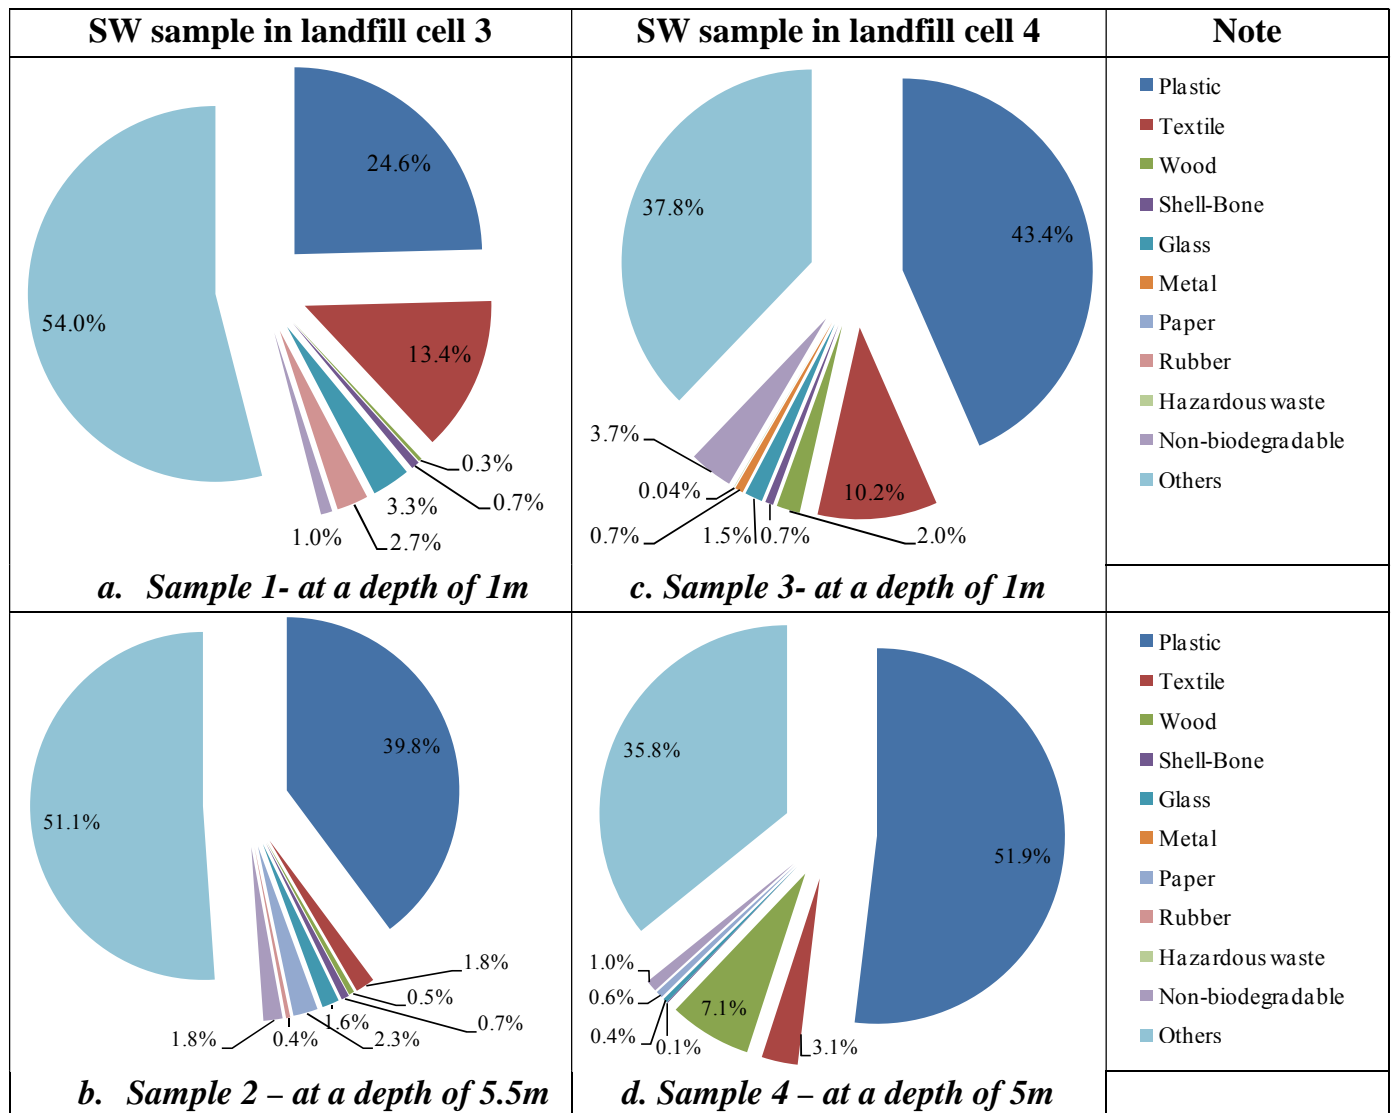 SW sample in landfill cell 3
SW sample in landfill cell 4
Note
24.6%
13.4%
0.3%
0.7%
3.3%
2.7%
1.0%
54.0%
a. Sample 1- at a depth of 1m
43.4%
10.2%
2.0%
0.7%
1.5%
0.7%
0.04%
3.7%
37.8%
c. Sample 3- at a depth of 1m
Plastic
Textile
Wood
Shell-Bone
Glass
Metal
Paper
Rubber
Hazardous waste
Non-biodegradable
Others
39.8%
1.8%
0.5%
0.7%
1.6%
2.3%
0.4%
1.8%
51.1%
b. Sample 2 – at a depth of 5.5m
51.9%
3.1%
7.1%
0.1%
0.4%
0.6%
1.0%
35.8%
d. Sample 4 – at a depth of 5m
Plastic
Textile
Wood
Shell-Bone
Glass
Metal
Paper
Rubber
Hazardous waste
Non-biodegradable
Others